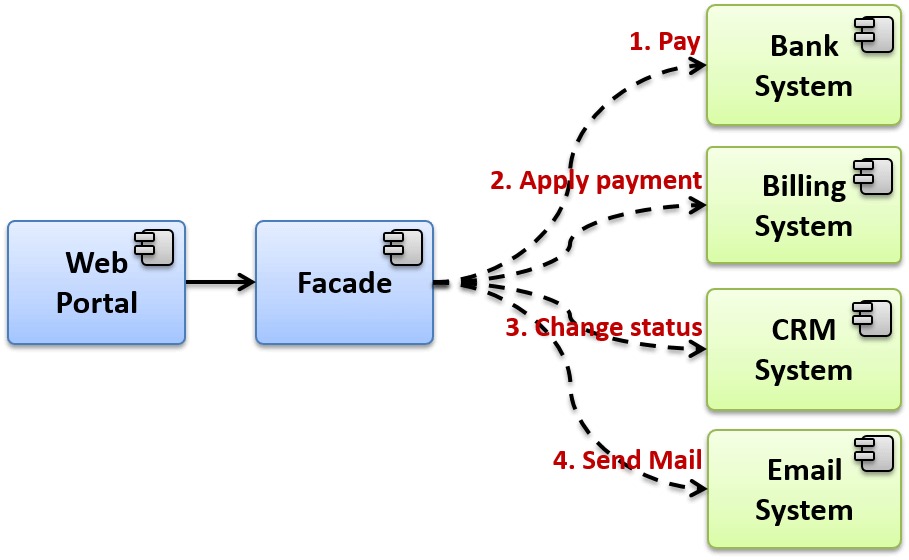 1. Pay
Bank
System
2. Apply payment
Billing
System
Web
Portal
Facade
3. Change status
CRM
System
4. Send Mail
Email
System